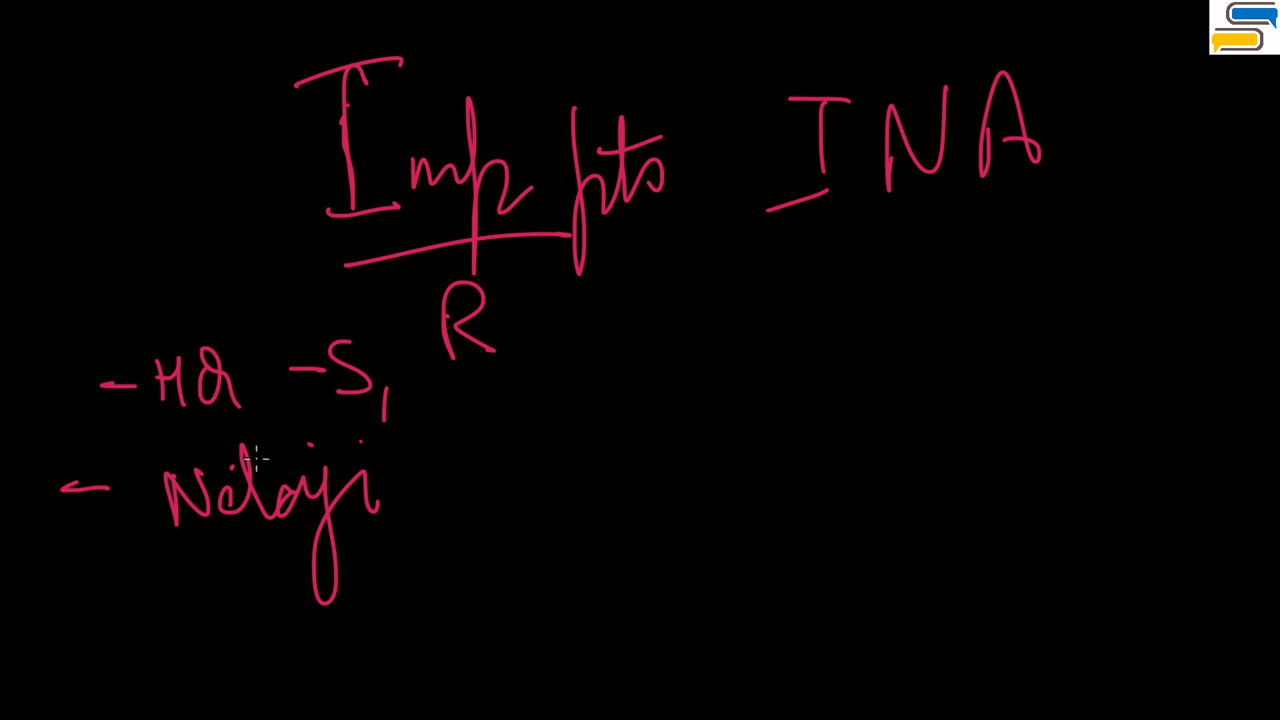 Imp pts INA
R
- HQ - S,
- Netaji